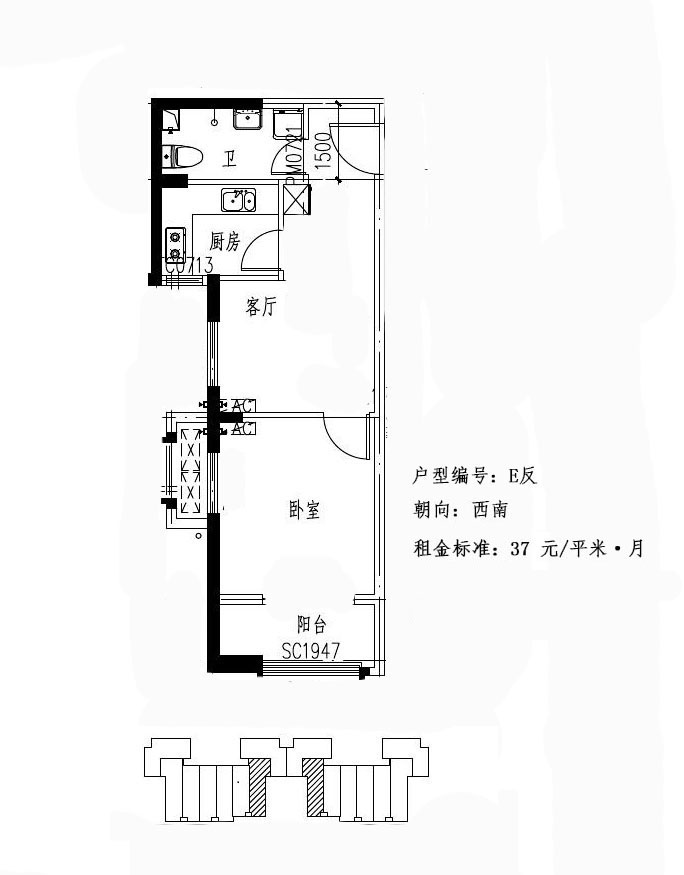 卫
PM0721
1500
厨房
C0713
客厅
AC
AC
卧室
户型编号：E反
朝向：西南
租金标准：37 元/平米·月
阳台
SC1947